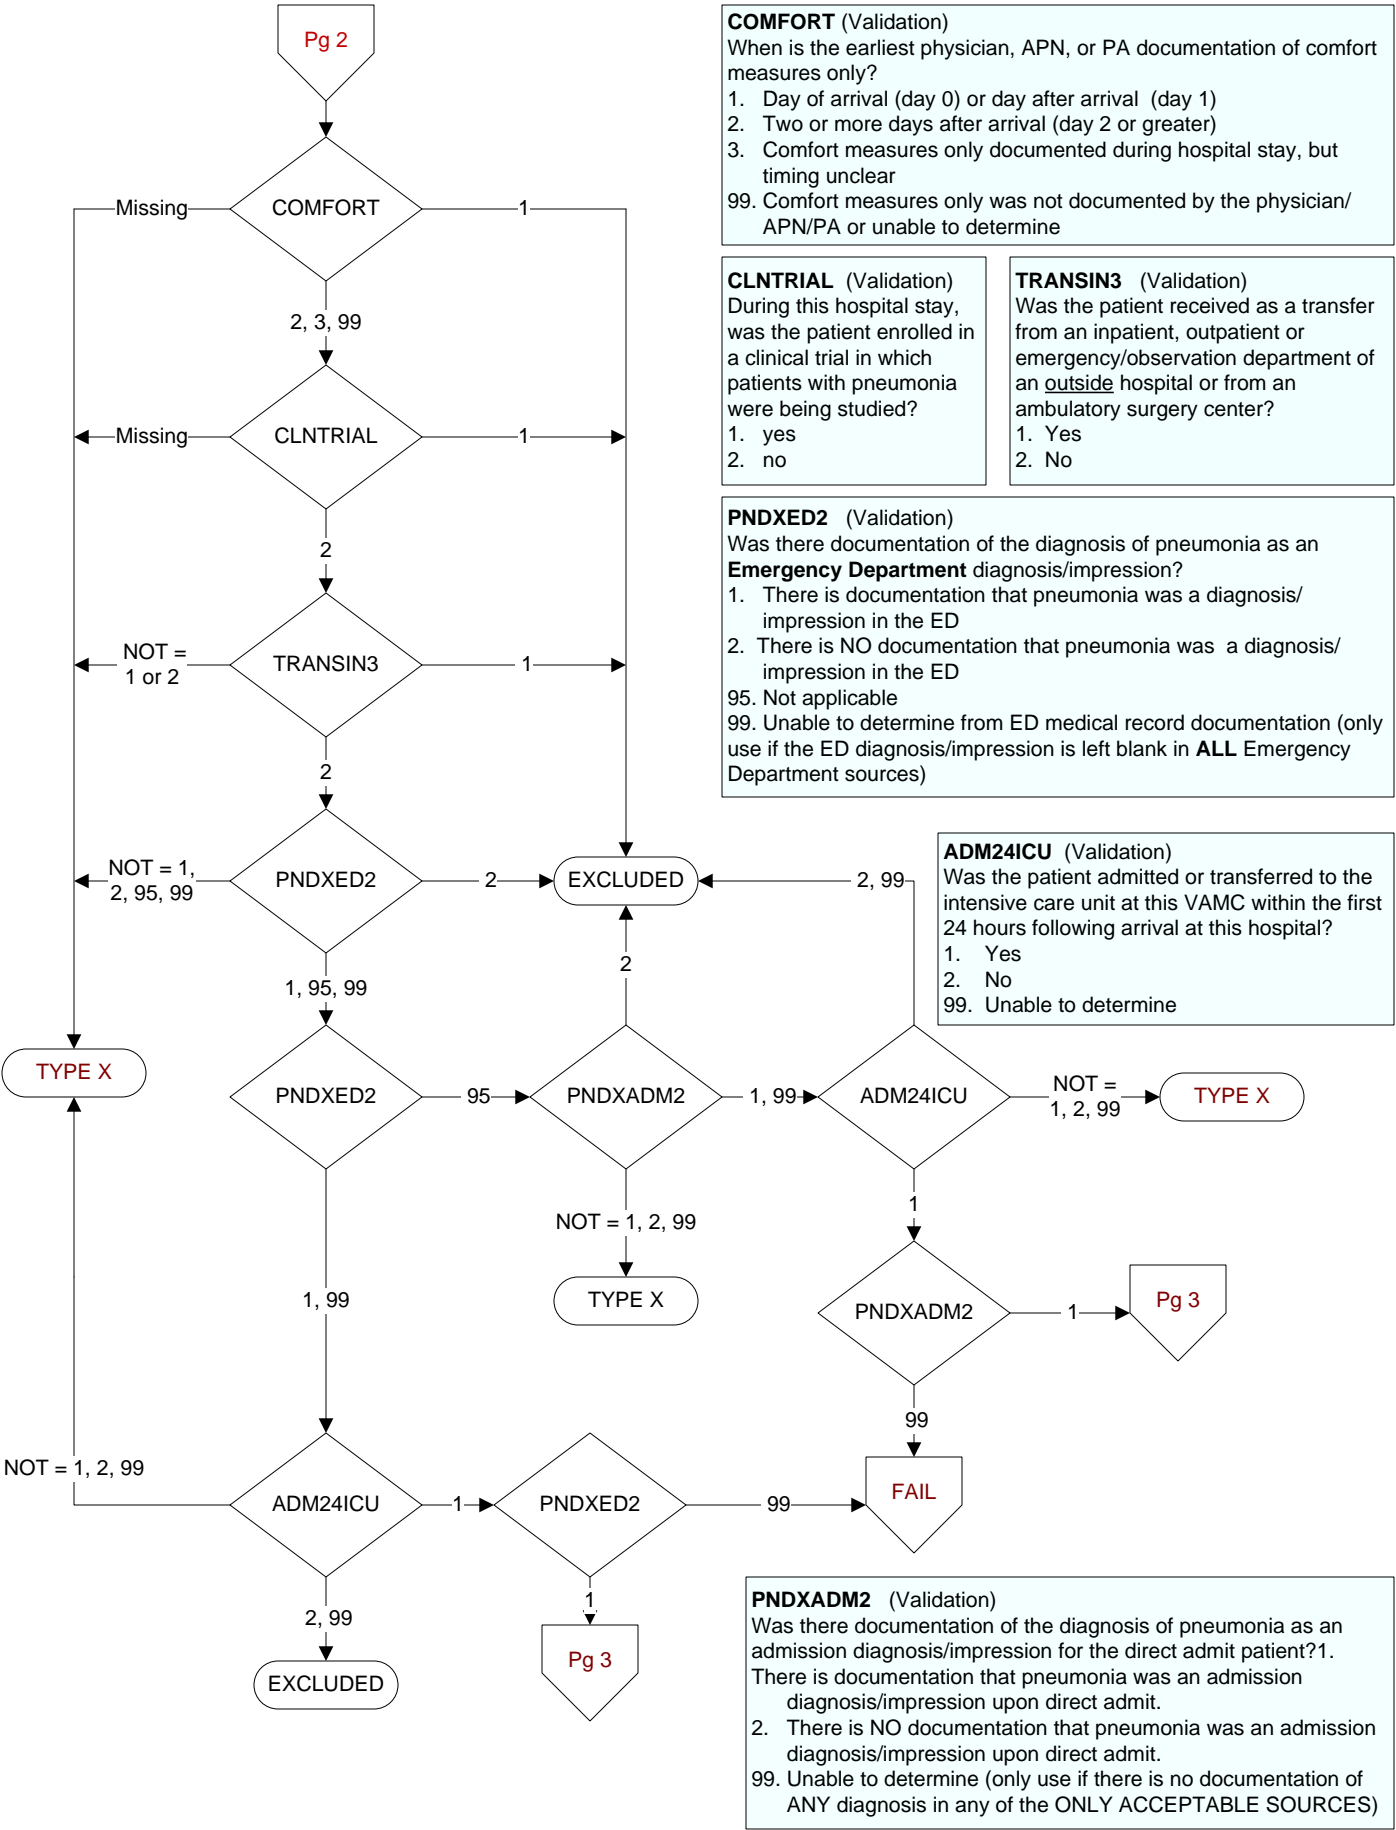 Pg 2
COMFORT (Validation)
When is the earliest physician, APN, or PA documentation of comfort
measures only?
1. Day of arrival (day 0) or day after arrival (day 1)
2. Two or more days after arrival (day 2 or greater)
3. Comfort measures only documented during hospital stay, but
timing unclear
99. Comfort measures only was not documented by the physician/
APN/PA or unable to determine
Missing
COMFORT
1
2, 3, 99
CLNTRIAL (Validation)
During this hospital stay,
was the patient enrolled in
a clinical trial in which
patients with pneumonia
were being studied?
1. yes
2. no
TRANSIN3 (Validation)
Was the patient received as a transfer
from an inpatient, outpatient or
emergency/observation department of
an outside hospital or from an
ambulatory surgery center?
1. Yes
2. No
Missing
CLNTRIAL
1
2
PNDXED2 (Validation)
Was there documentation of the diagnosis of pneumonia as an
Emergency Department diagnosis/impression?
1. There is documentation that pneumonia was a diagnosis/
impression in the ED
2. There is NO documentation that pneumonia was a diagnosis/
impression in the ED
95. Not applicable
99. Unable to determine from ED medical record documentation (only
use if the ED diagnosis/impression is left blank in ALL Emergency
Department sources)
NOT =
1 or 2
TRANSIN3
1
2
NOT = 1,
2, 95, 99
PNDXED2
2
EXCLUDED
2, 99
ADM24ICU (Validation)
Was the patient admitted or transferred to the
intensive care unit at this VAMC within the first
24 hours following arrival at this hospital?
1. Yes
2. No
99. Unable to determine
1, 95, 99
2
TYPE X
PNDXED2
95
PNDXADM2
1, 99
ADM24ICU
NOT =
1, 2, 99
TYPE X
1
NOT = 1, 2, 99
TYPE X
1, 99
PNDXADM2
1
Pg 3
99
NOT = 1, 2, 99
ADM24ICU
1
PNDXED2
99
FAIL
2, 99
EXCLUDED
1
Pg 3
PNDXADM2 (Validation)
Was there documentation of the diagnosis of pneumonia as an
admission diagnosis/impression for the direct admit patient?1.
There is documentation that pneumonia was an admission
diagnosis/impression upon direct admit.
2. There is NO documentation that pneumonia was an admission
diagnosis/impression upon direct admit.
99. Unable to determine (only use if there is no documentation of
ANY diagnosis in any of the ONLY ACCEPTABLE SOURCES)